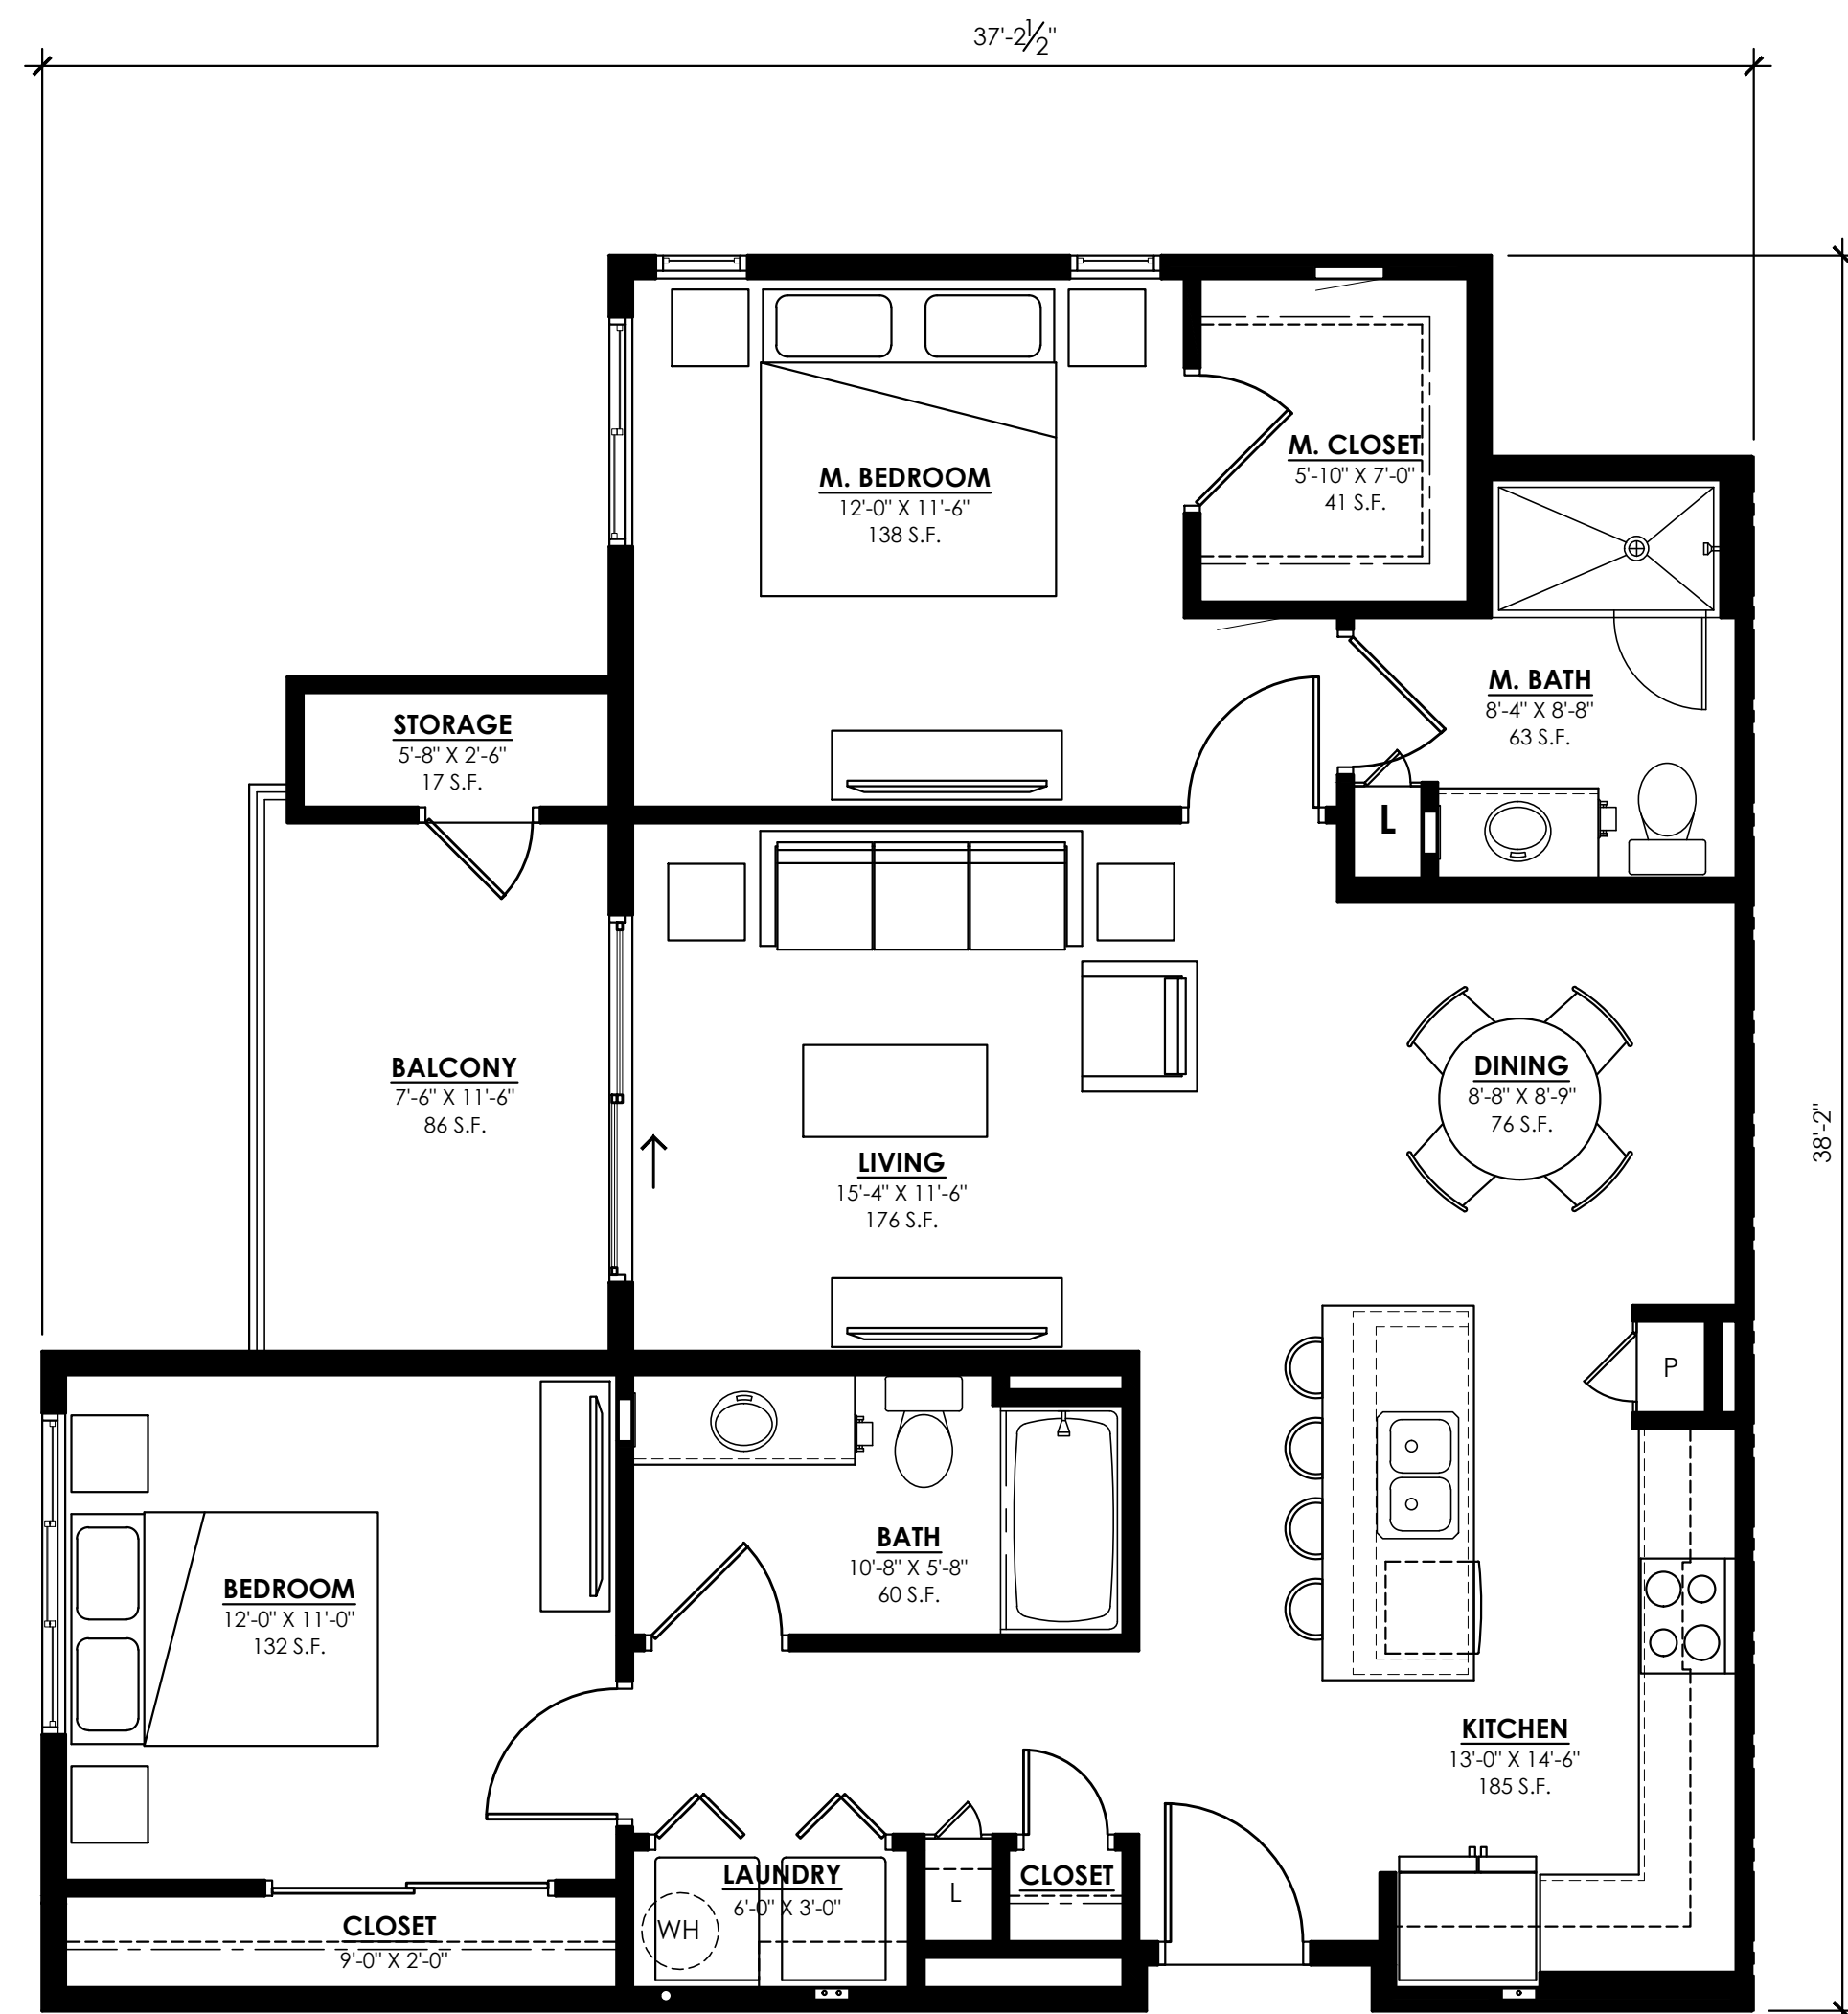 37'-2 1/2"
M. CLOSET
5'-10" X 7'-0"
41 S.F.
M. BEDROOM
12'-0" X 11'-6"
138 S.F.
M. BATH
8'-4" X 8'-8"
63 S.F.
STORAGE
5'-8" X 2'-6"
17 S.F.
L
BALCONY
7'-6" X 11'-6"
86 S.F.
DINING
8'-8" X 8'-9"
76 S.F.
38'-2"
LIVING
15'-4" X 11'-6"
176 S.F.
P
BATH
10'-8" X 5'-8"
60 S.F.
BEDROOM
12'-0" X 11'-0"
132 S.F.
KITCHEN
13'-0" X 14'-6"
185 S.F.
LAUNDRY
6'-0" X 3'-0"
WH
L
CLOSET
CLOSET
9'-0" X 2'-0"